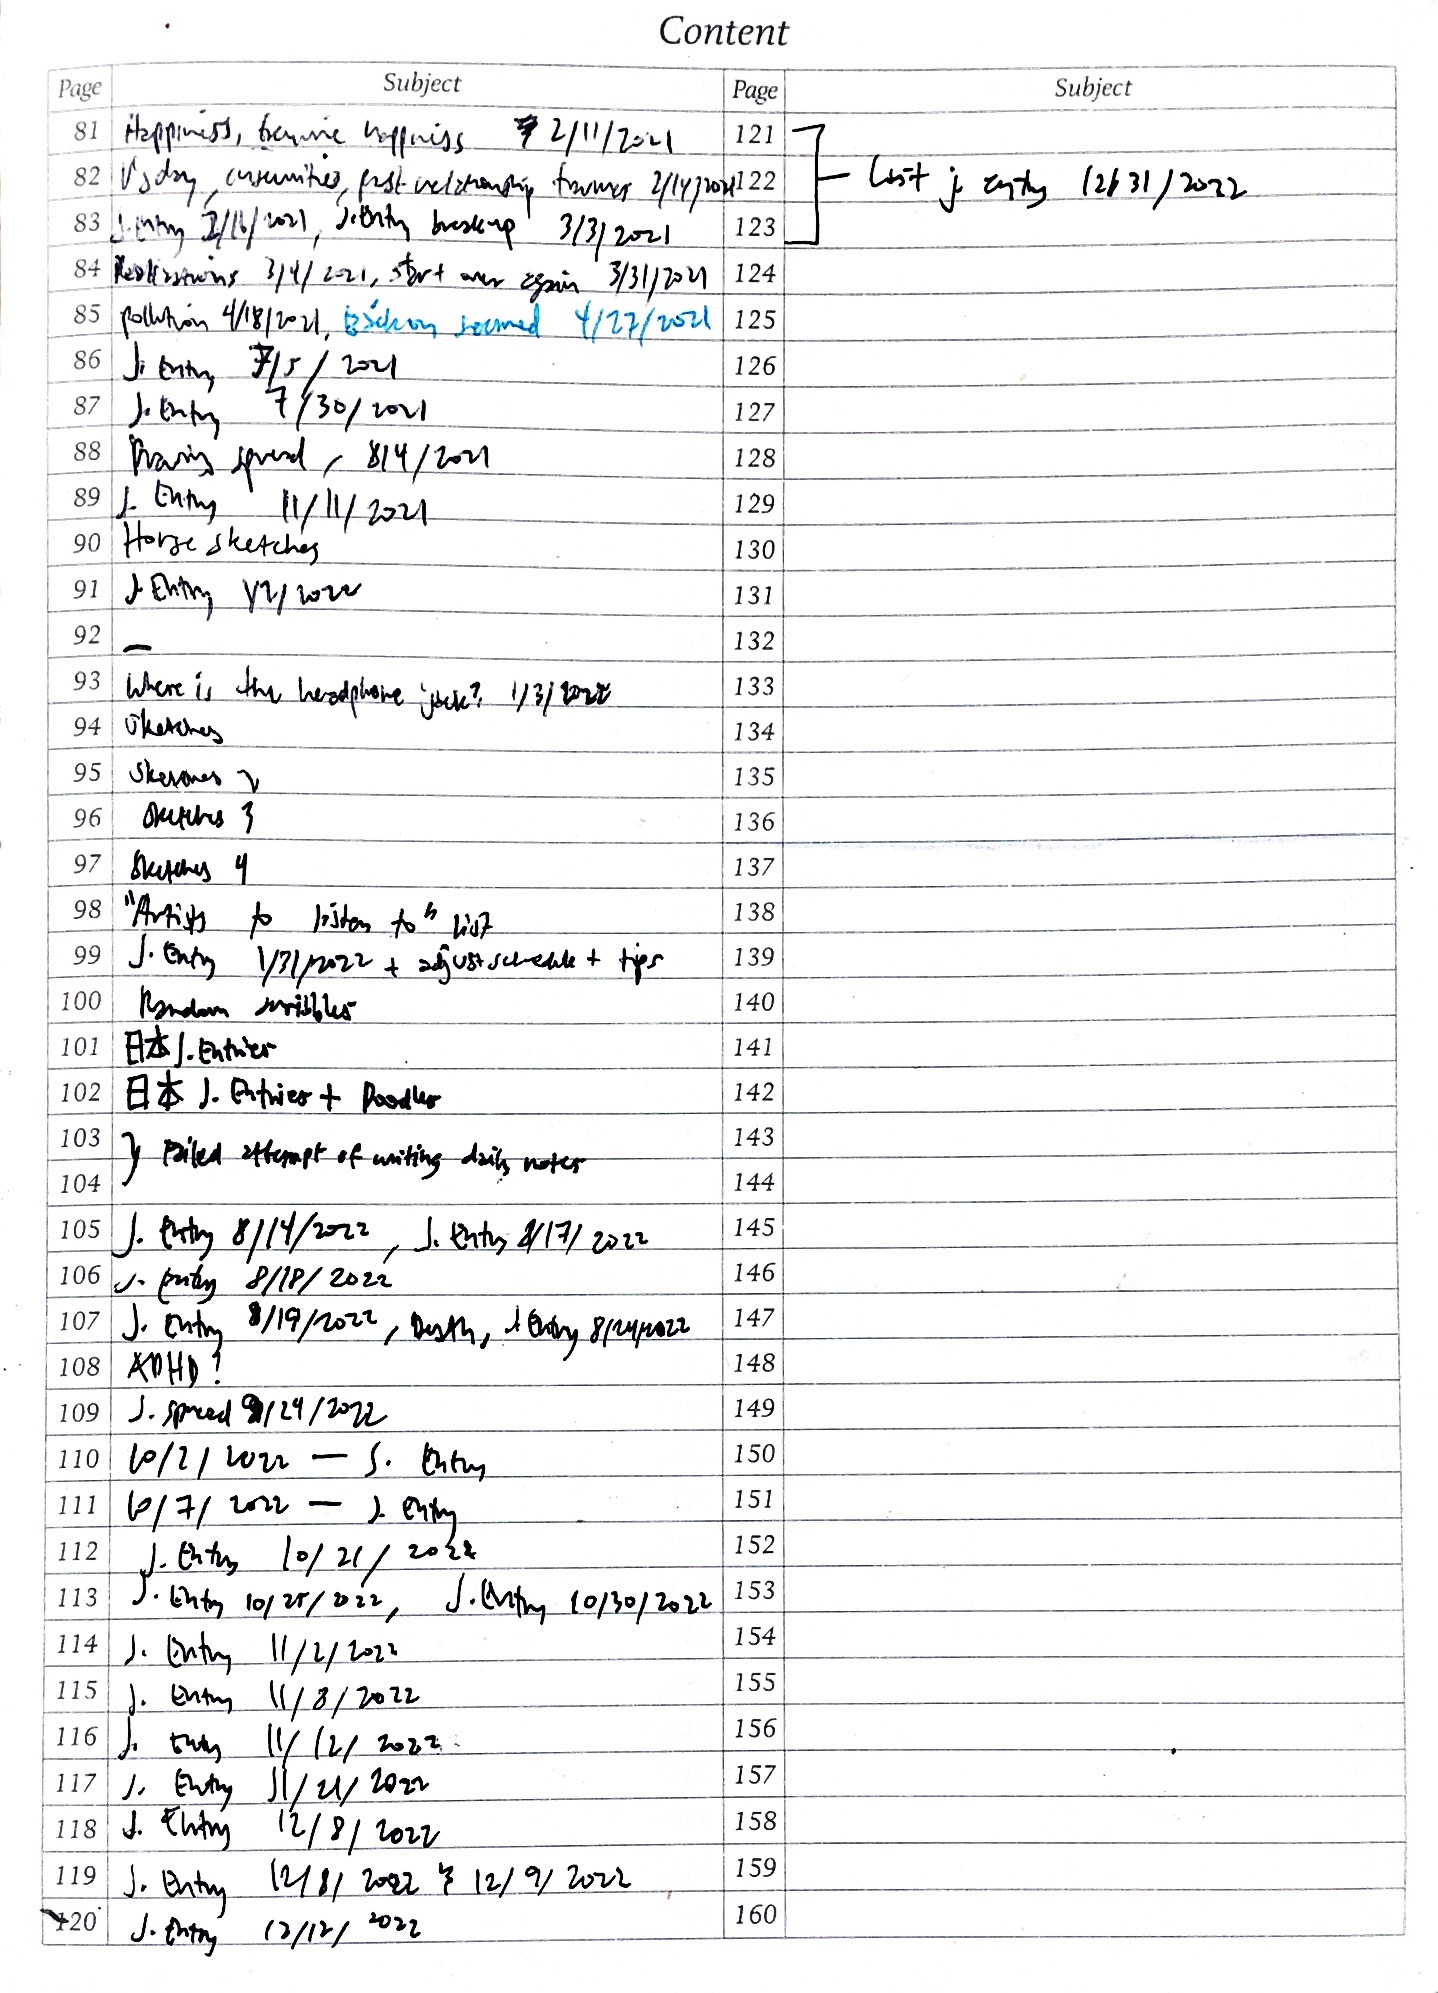 Content
Page Subject Page Subject
81 Happiness, genuine happiness 2/11/2021
82 V's day, insecurities, past relationship traumas 2/14/2021
83 J. Entry 2/16/2021, J. Entry breakup 3/3/2021
84 Realizations 3/4/2021, start over again 3/31/2021
85 pollution 4/18/2021, seemed 4/27/2021
86 J. Entry 7/5/2021
87 J. Entry 7/30/2021
88 Drawing spread, 8/4/2021
89 J. Entry 11/11/2021
90 Horse sketches
91 J. Entry 1/2/2022
92 —
93 Where is the headphone jack? 1/3/2022
94 Sketches
95 Sketches 2
96 Sketches 3
97 Sketches 4
98 "Artists to listen to" list
99 J. Entry 1/31/2022 + adjust schedule + tips
100 Random scribbles
101 日本 J. Entries
102 日本 J. Entries + Doodles
103
} Failed attempt of writing daily notes
104
105 J. Entry 8/14/2022, J. Entry 8/17/2022
106 J. Entry 8/18/2022
107 J. Entry 8/19/2022, Death, J Entry 8/24/2022
108 ADHD?
109 J. spread 9/24/2022
110 10/2/2022 — J. Entry
111 10/7/2022 — J. Entry
112 J. Entry 10/21/2022
113 J. Entry 10/25/2022, J. Entry 10/30/2022
114 J. Entry 11/2/2022
115 J. Entry 11/8/2022
116 J. Entry 11/12/2022
117 J. Entry 11/21/2022
118 J. Entry 12/8/2022
119 J. Entry 12/8/2022 & 12/9/2022
120 J. Entry 12/12/2022
121
122 Last j. entry 12/31/2022
123
124
125
126
127
128
129
130
131
132
133
134
135
136
137
138
139
140
141
142
143
144
145
146
147
148
149
150
151
152
153
154
155
156
157
158
159
160